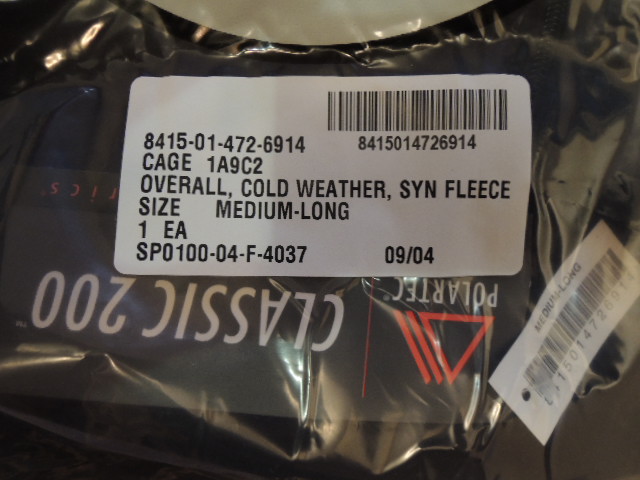 8415-01-472-6914
8415014726914
CAGE 1A9C2
OVERALL, COLD WEATHER, SYN FLEECE
SIZE MEDIUM-LONG
1 EA
SP0100-04-F-4037 09/04
POLARTEC®
CLASSIC 200™
MEDIUM-LONG